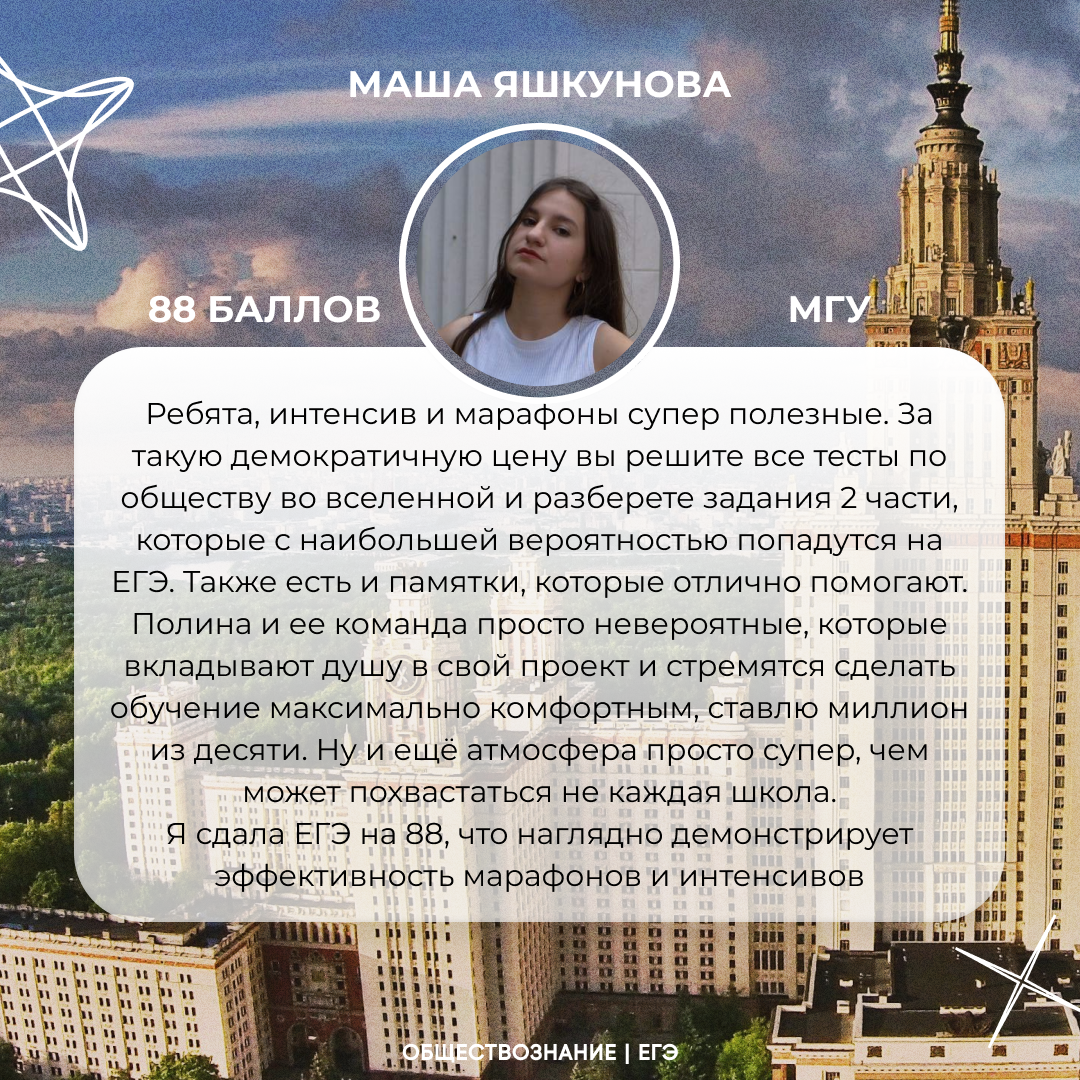 МАША ЯШКУНОВА
88 БАЛЛОВ
МГУ
Ребята, интенсив и марафоны супер полезные. За
такую демократичную цену вы решите все тесты по
обществу во вселенной и разберете задания 2 части,
которые с наибольшей вероятностью попадутся на
ЕГЭ. Также есть и памятки, которые отлично помогают.
Полина и ее команда просто невероятные, которые
вкладывают душу в свой проект и стремятся сделать
обучение максимально комфортным, ставлю миллион
из десяти. Ну и ещё атмосфера просто супер, чем
может похвастаться не каждая школа.
Я сдала ЕГЭ на 88, что наглядно демонстрирует
эффективность марафонов и интенсивов
ОБЩЕСТВОЗНАНИЕ | ЕГЭ